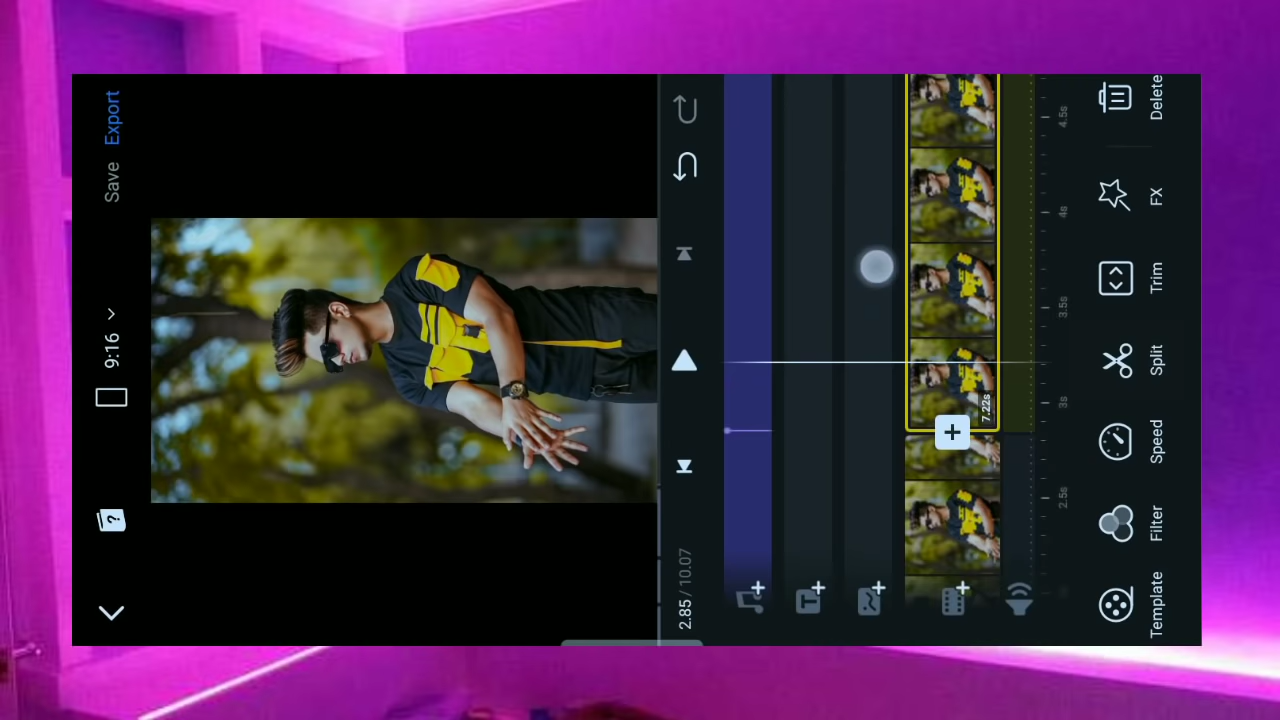 Save Export
9:16
?
2.85 / 10.07
T
7.22s
2.5s 3s 3.5s 4s 4.5s
Template Filter Speed Split Trim FX Delete